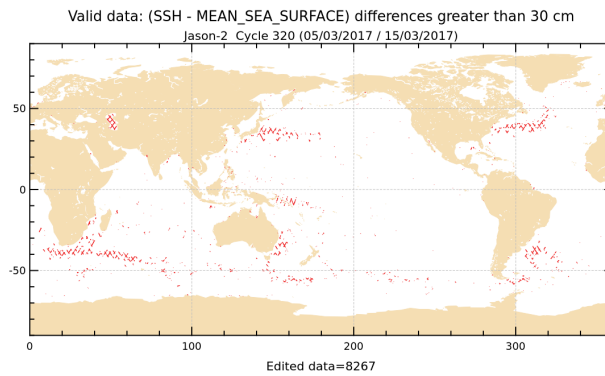 Valid data: (SSH - MEAN_SEA_SURFACE) differences greater than 30 cm
Jason-2 Cycle 320 (05/03/2017 / 15/03/2017)
50
0
-50
0 100 200 300
Edited data=8267